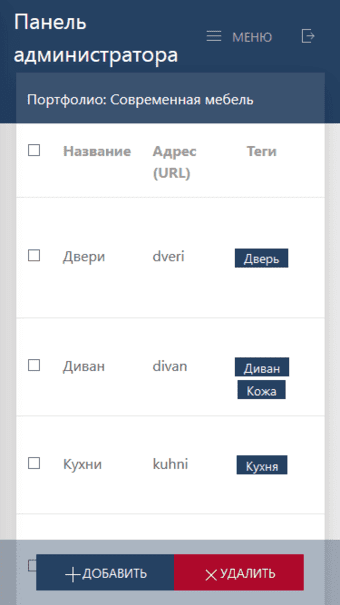 Панель
администратора
МЕНЮ
Портфолио: Современная мебель
Название Адрес (URL) Теги
Двери dveri Дверь
Диван divan Диван
Кожа
Кухни kuhni Кухня
ДОБАВИТЬ УДАЛИТЬ